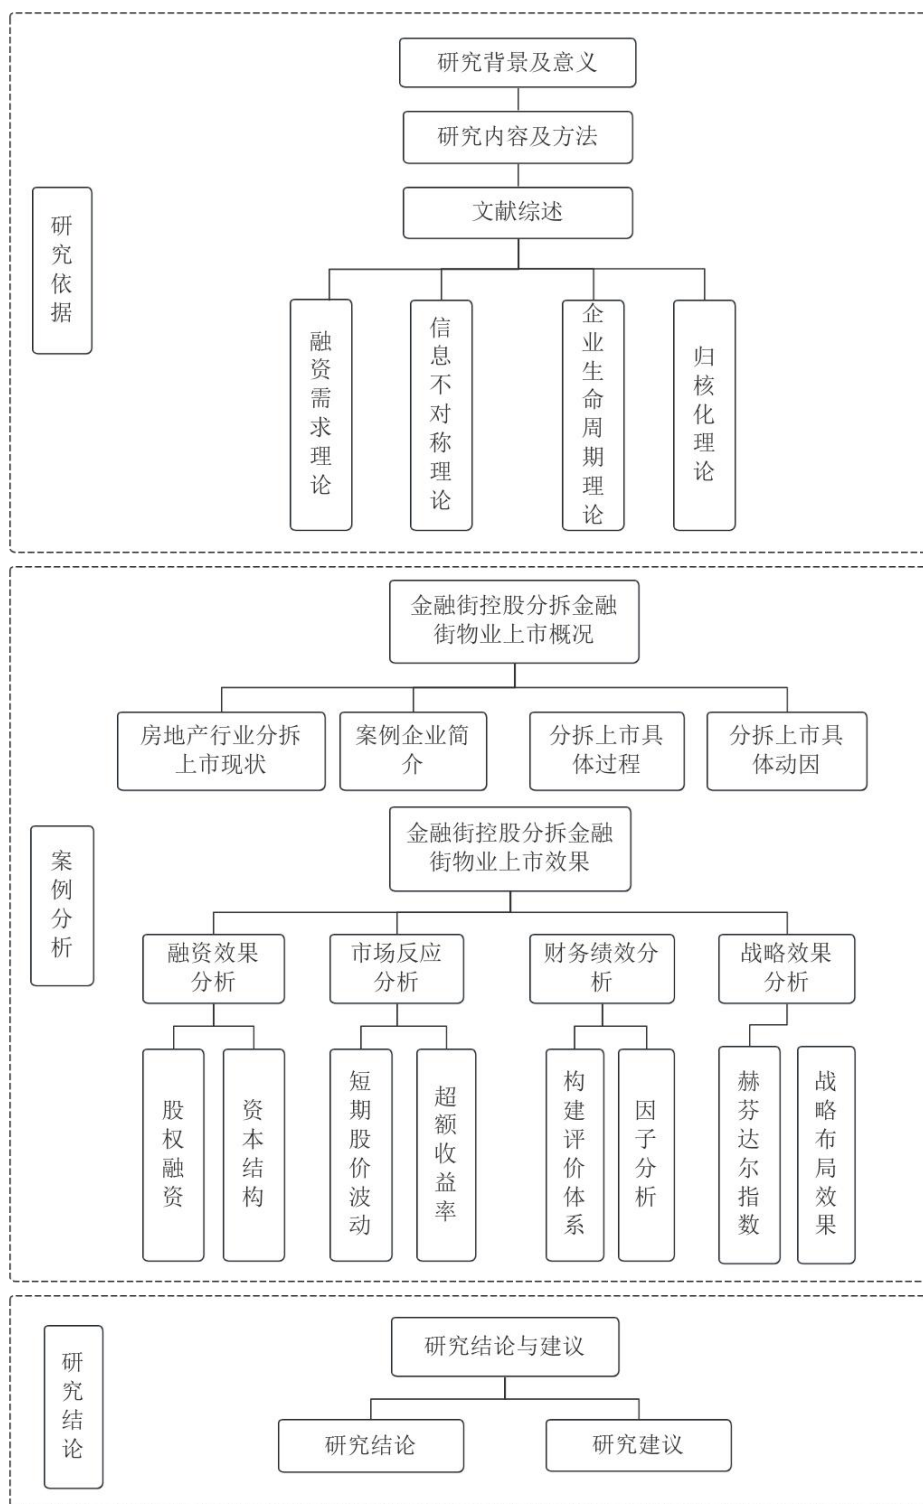 研究依据
研究背景及意义
研究内容及方法
文献综述
融资需求理论
信息不对称理论
企业生命周期理论
归核化理论
案例分析
金融街控股分拆金融
街物业上市概况
房地产行业分拆
上市现状
案例企业简
介
分拆上市具
体过程
分拆上市具
体动因
金融街控股分拆金融
街物业上市效果
融资效果
分析
市场反应
分析
财务绩效分
析
战略效果
分析
股权融资
资本结构
短期股价波动
超额收益率
构建评价体系
因子分析
赫芬达尔指数
战略布局效果
研究结论
研究结论与建议
研究结论
研究建议